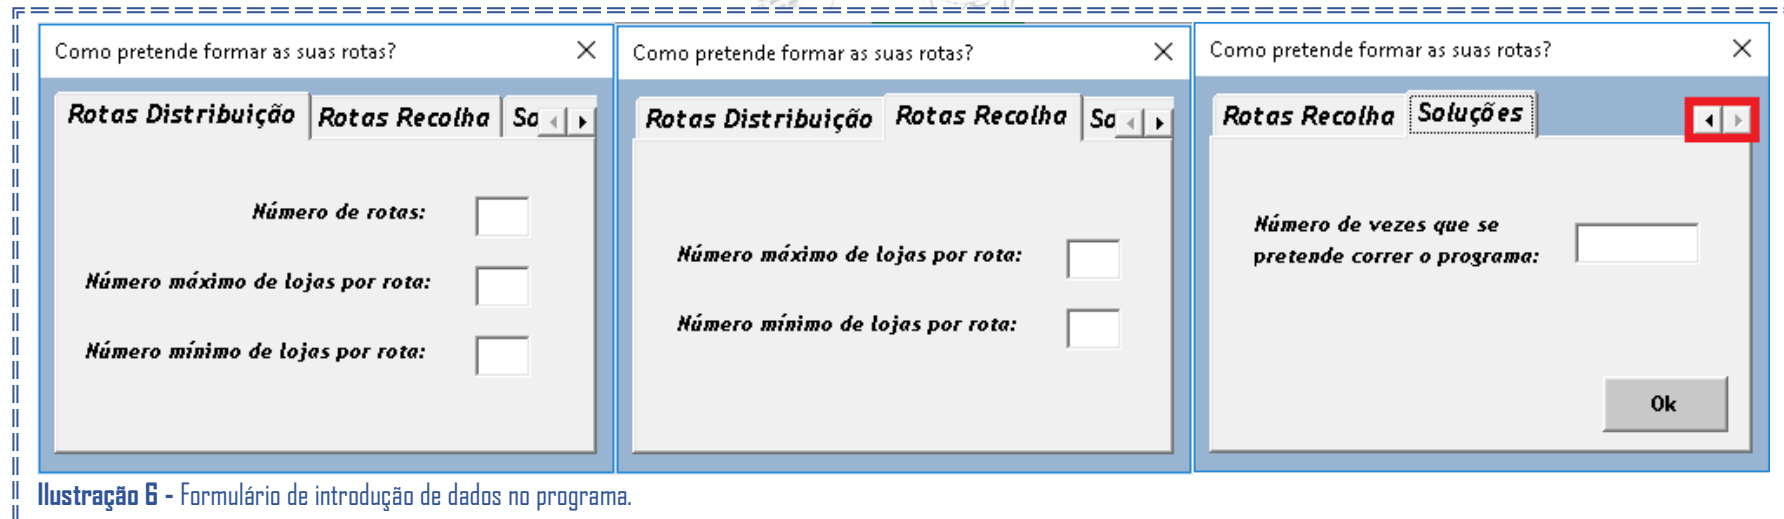 Como pretende formar as suas rotas?
Rotas Distribuição Rotas Recolha So
Número de rotas:
Número máximo de lojas por rota:
Número mínimo de lojas por rota:
Como pretende formar as suas rotas?
Rotas Distribuição Rotas Recolha So
Número máximo de lojas por rota:
Número mínimo de lojas por rota:
Como pretende formar as suas rotas?
Rotas Recolha Soluções
Número de vezes que se
pretende correr o programa:
Ok
Ilustração 6 - Formulário de introdução de dados no programa.